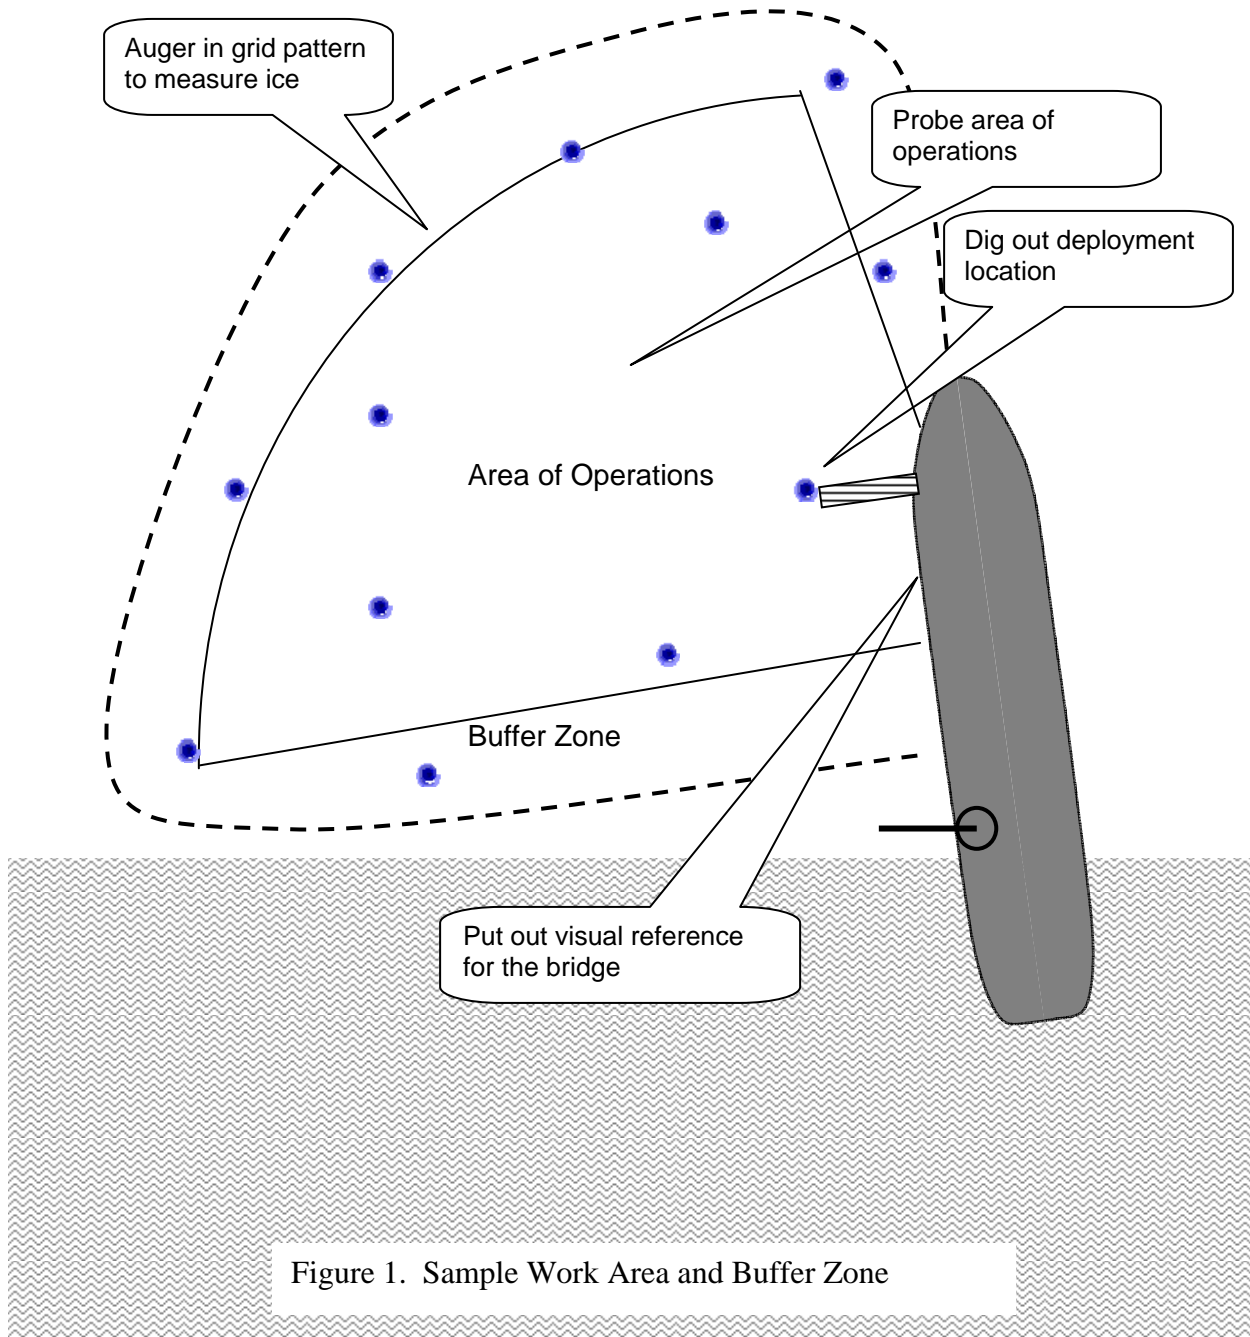 Auger in grid pattern
to measure ice
Probe area of
operations
Dig out deployment
location
Area of Operations
Buffer Zone
Put out visual reference
for the bridge
Figure 1.  Sample Work Area and Buffer Zone